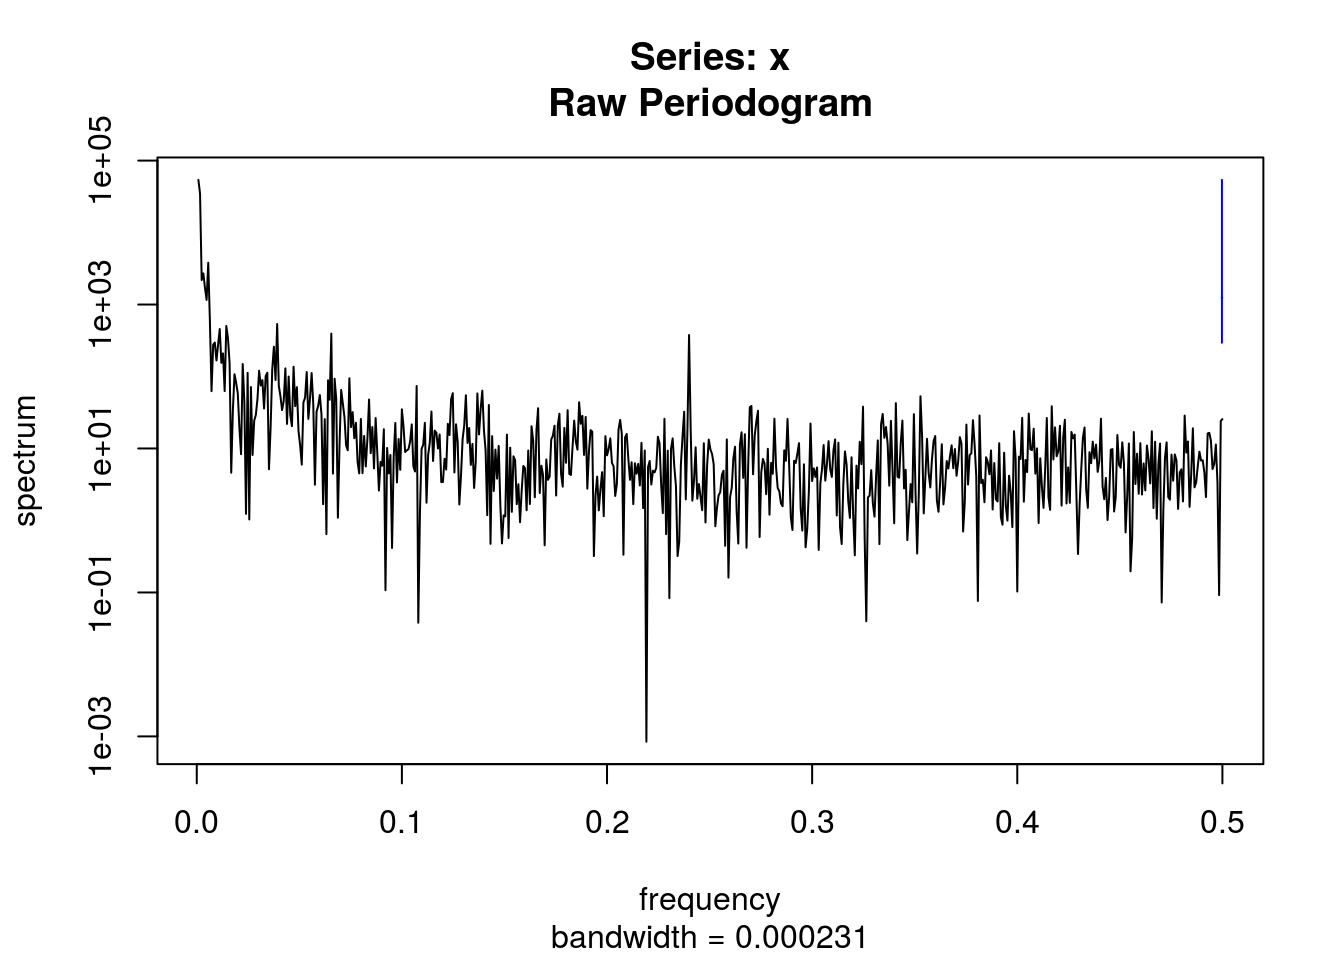 Series: x
Raw Periodogram
spectrum
1e+05
1e+03
1e+01
1e-01
1e-03
0.0 0.1 0.2 0.3 0.4 0.5
frequency
bandwidth = 0.000231